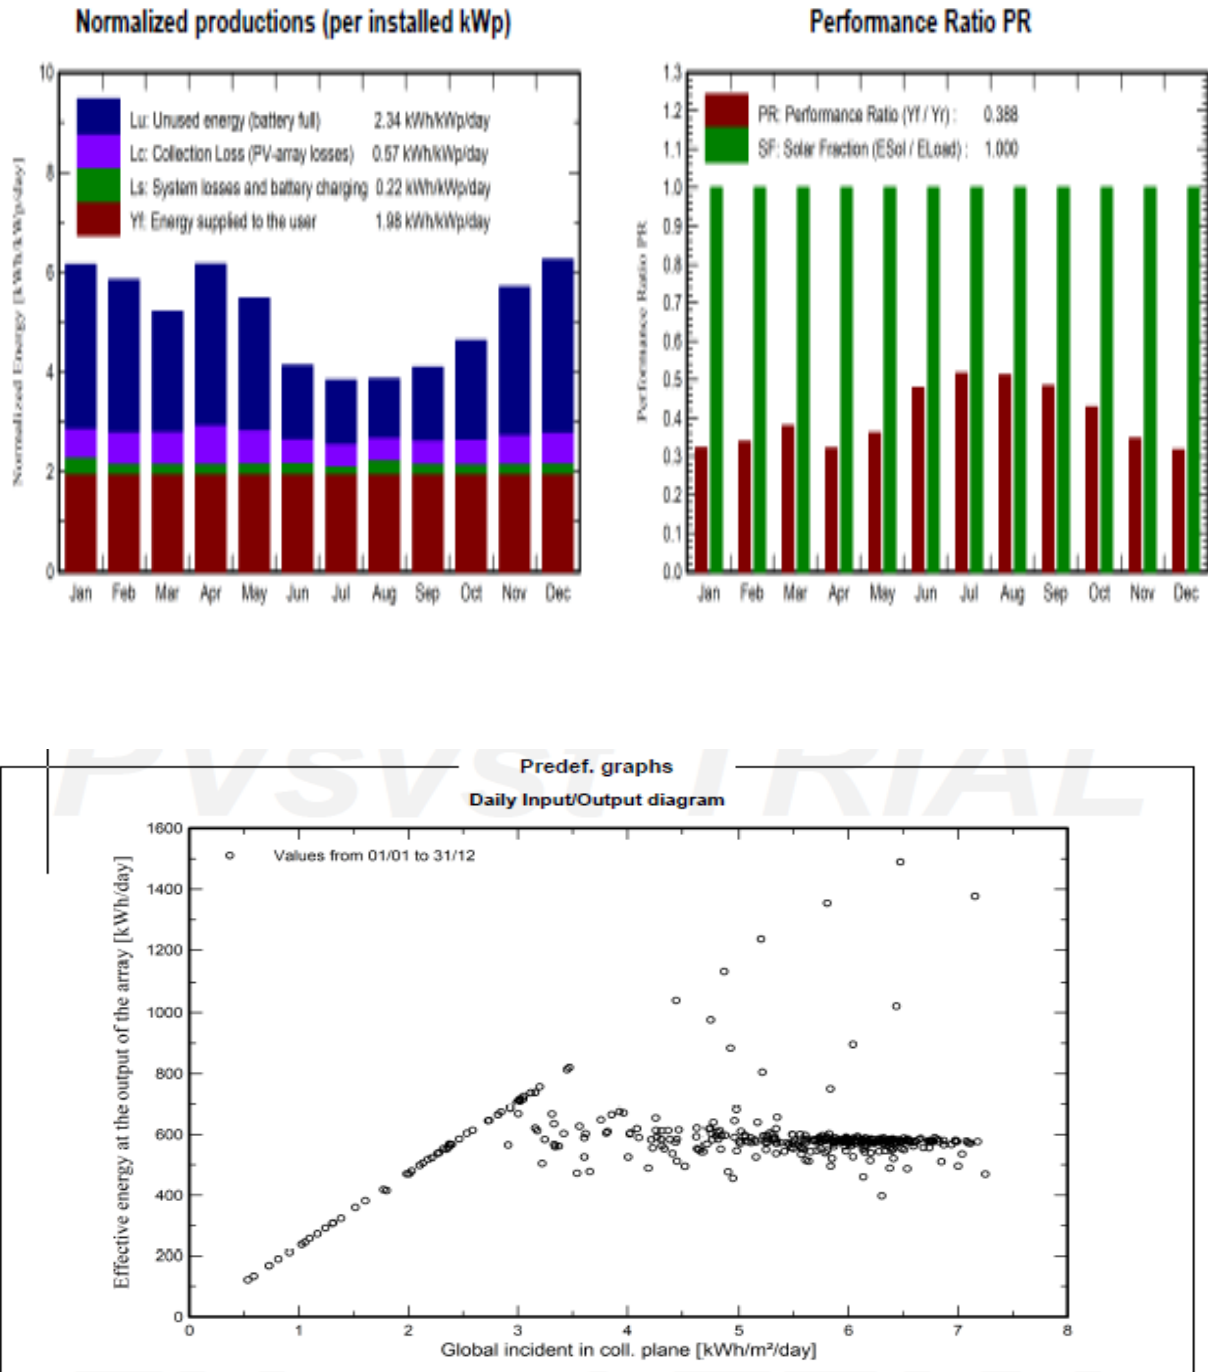 Normalized productions (per installed kWp)
Lu: Unused energy (battery full) 2.34 kWh/kWp/day
Lc: Collection Loss (PV-array losses) 0.57 kWh/kWp/day
Ls: System losses and battery charging 0.22 kWh/kWp/day
Yf: Energy supplied to the user 1.98 kWh/kWp/day
Normalized Energy [kWh/kWp/day]
10
8
6
4
2
0
Jan Feb Mar Apr May Jun Jul Aug Sep Oct Nov Dec
Performance Ratio PR
PR: Performance Ratio (Yf / Yr) : 0.388
SF: Solar Fraction (ESol / ELoad) : 1.000
Performance Ratio PR
1.3
1.2
1.1
1.0
0.9
0.8
0.7
0.6
0.5
0.4
0.3
0.2
0.1
0.0
Jan Feb Mar Apr May Jun Jul Aug Sep Oct Nov Dec
PVsyst TRIAL
Predef. graphs
Daily Input/Output diagram
Values from 01/01 to 31/12
Effective energy at the output of the array [kWh/day]
1600
1400
1200
1000
800
600
400
200
0
0 1 2 3 4 5 6 7 8
Global incident in coll. plane [kWh/m²/day]